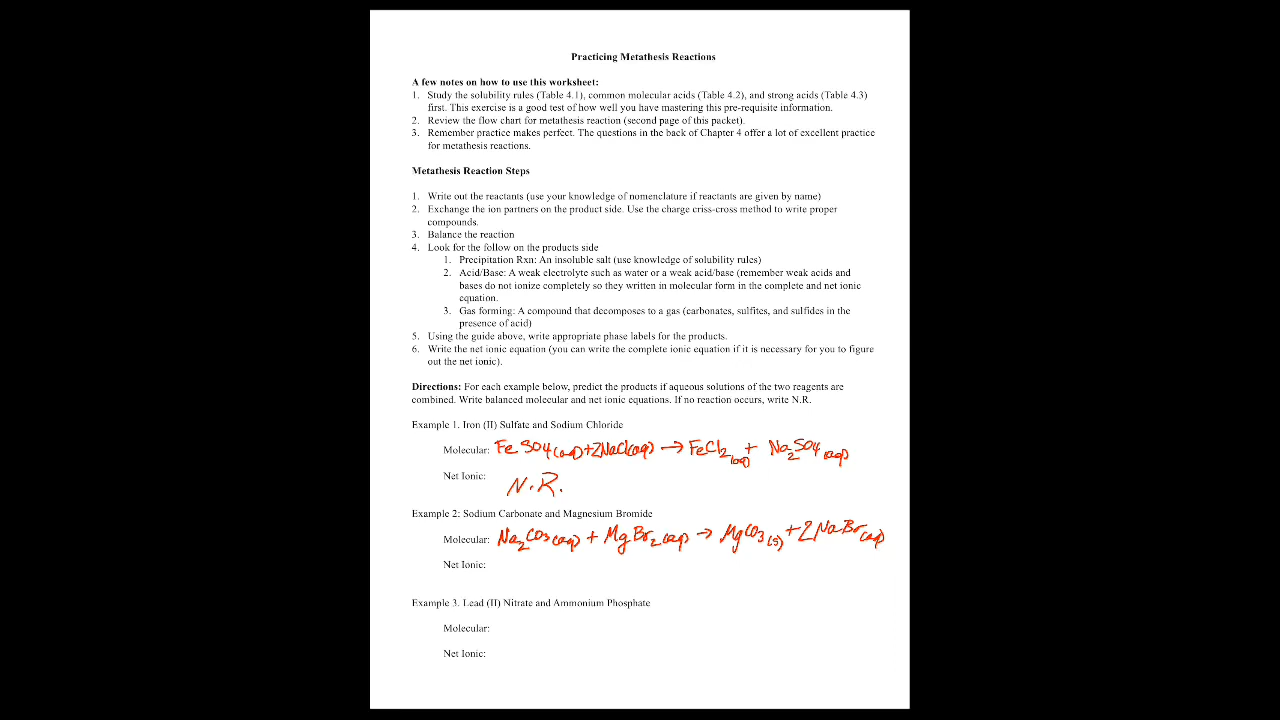 Practicing Metathesis Reactions
A few notes on how to use this worksheet:
1. Study the solubility rules (Table 4.1), common molecular acids (Table 4.2), and strong acids (Table 4.3)
first. This exercise is a good test of how well you have mastering this pre-requisite information.
2. Review the flow chart for metathesis reaction (second page of this packet).
3. Remember practice makes perfect. The questions in the back of Chapter 4 offer a lot of excellent practice
for metathesis reactions.
Metathesis Reaction Steps
1. Write out the reactants (use your knowledge of nomenclature if reactants are given by name)
2. Exchange the ion partners on the product side. Use the charge criss-cross method to write proper
compounds.
3. Balance the reaction
4. Look for the follow on the products side
1. Precipitation Rxn: An insoluble salt (use knowledge of solubility rules)
2. Acid/Base: A weak electrolyte such as water or a weak acid/base (remember weak acids and
bases do not ionize completely so they written in molecular form in the complete and net ionic
equation.
3. Gas forming: A compound that decomposes to a gas (carbonates, sulfites, and sulfides in the
presence of acid)
5. Using the guide above, write appropriate phase labels for the products.
6. Write the net ionic equation (you can write the complete ionic equation if it is necessary for you to figure
out the net ionic).
Directions: For each example below, predict the products if aqueous solutions of the two reagents are
combined. Write balanced molecular and net ionic equations. If no reaction occurs, write N.R.
Example 1. Iron (II) Sulfate and Sodium Chloride
Molecular: FeSO4(aq)+2NaCl(aq) → FeCl2(aq) + Na2SO4(aq)
Net Ionic: N.R.
Example 2: Sodium Carbonate and Magnesium Bromide
Molecular: Na2CO3(aq) + MgBr2(aq) → MgCO3(s) + 2NaBr(aq)
Net Ionic:
Example 3. Lead (II) Nitrate and Ammonium Phosphate
Molecular:
Net Ionic: